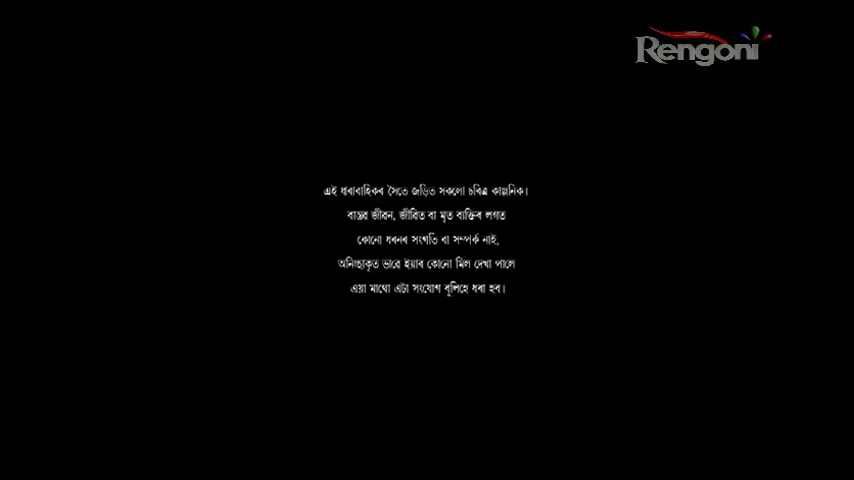 Rengoni
এই ধাৰাবাহিকৰ সৈতে জড়িত সকলো চৰিত্ৰ কাল্পনিক।
বাস্তৱ জীৱন, জীৱিত বা মৃত ব্যক্তিৰ লগত
কোনো ধৰনৰ সংগতি বা সম্পৰ্ক নাই,
অনিচ্ছাকৃত ভাৱে ইয়াৰ কোনো মিল দেখা পালে
এয়া মাথো এটা সংযোগ বুলিহে ধৰা হব।